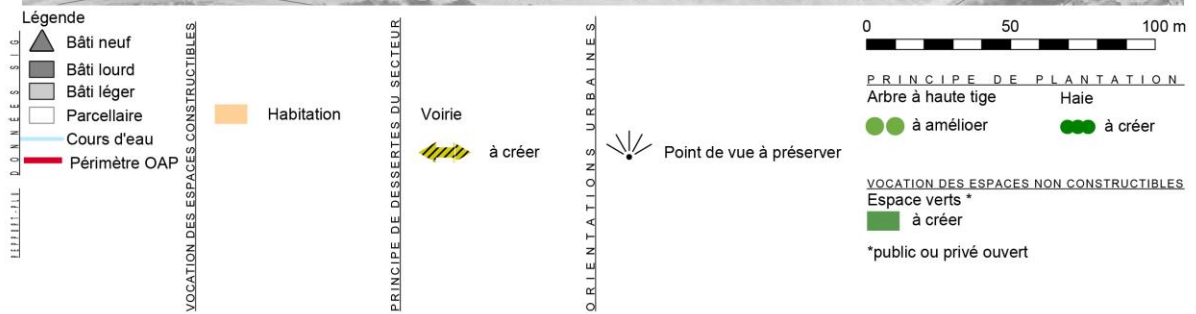 Légende
DONNÉES SIG
Bâti neuf
Bâti lourd
Bâti léger
Parcellaire
Cours d'eau
Périmètre OAP
VOCATION DES ESPACES CONSTRUCTIBLES
Habitation
PRINCIPE DE DESSERTES DU SECTEUR
Voirie
à créer
ORIENTATIONS URBAINES
Point de vue à préserver
0 50 100 m
PRINCIPE DE PLANTATION
Arbre à haute tige
à amélioer
Haie
à créer
VOCATION DES ESPACES NON CONSTRUCTIBLES
Espace verts *
à créer
*public ou privé ouvert